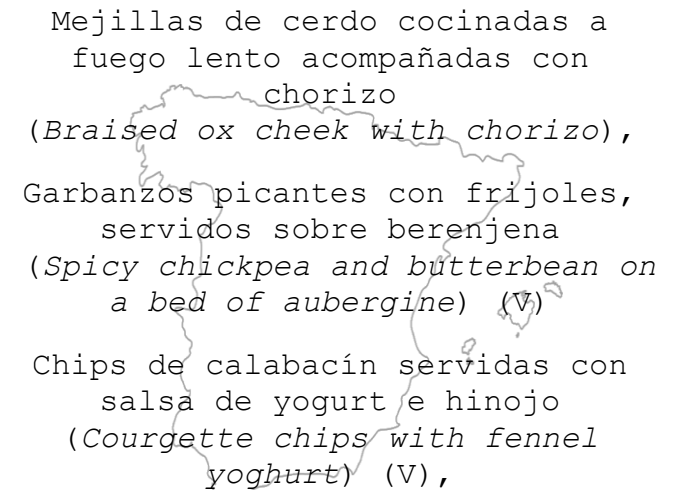 Mejillas de cerdo cocinadas a
fuego lento acompañadas con
chorizo
(Braised ox cheek with chorizo),
Garbanzos picantes con frijoles,
servidos sobre berenjena
(Spicy chickpea and butterbean on
a bed of aubergine) (V)
Chips de calabacín servidas con
salsa de yogurt e hinojo
(Courgette chips with fennel
yoghurt) (V),